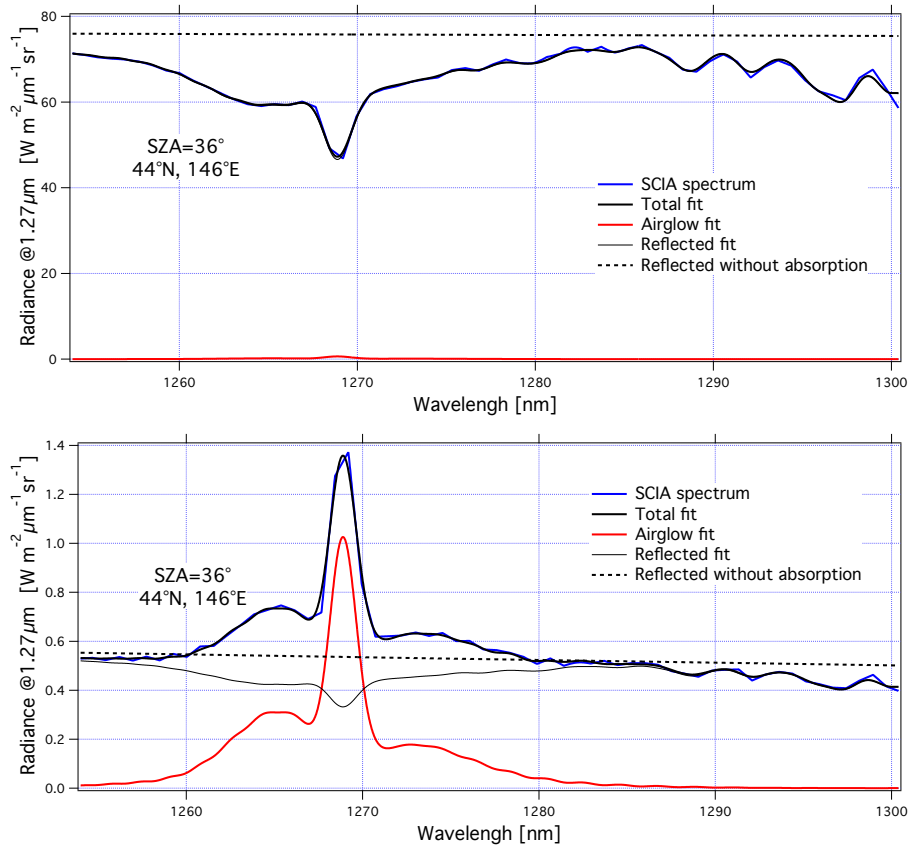 80
60
40
20
0
Radiance @1.27µm [W m-2 µm-1 sr-1]
SZA=36°
44°N, 146°E
SCIA spectrum
Total fit
Airglow fit
Reflected fit
Reflected without absorption
1260
1270
1280
1290
1300
Wavelengh [nm]
1.4
1.2
1.0
0.8
0.6
0.4
0.2
0.0
Radiance @1.27µm [W m-2 µm-1 sr-1]
SZA=36°
44°N, 146°E
SCIA spectrum
Total fit
Airglow fit
Reflected fit
Reflected without absorption
1260
1270
1280
1290
1300
Wavelengh [nm]